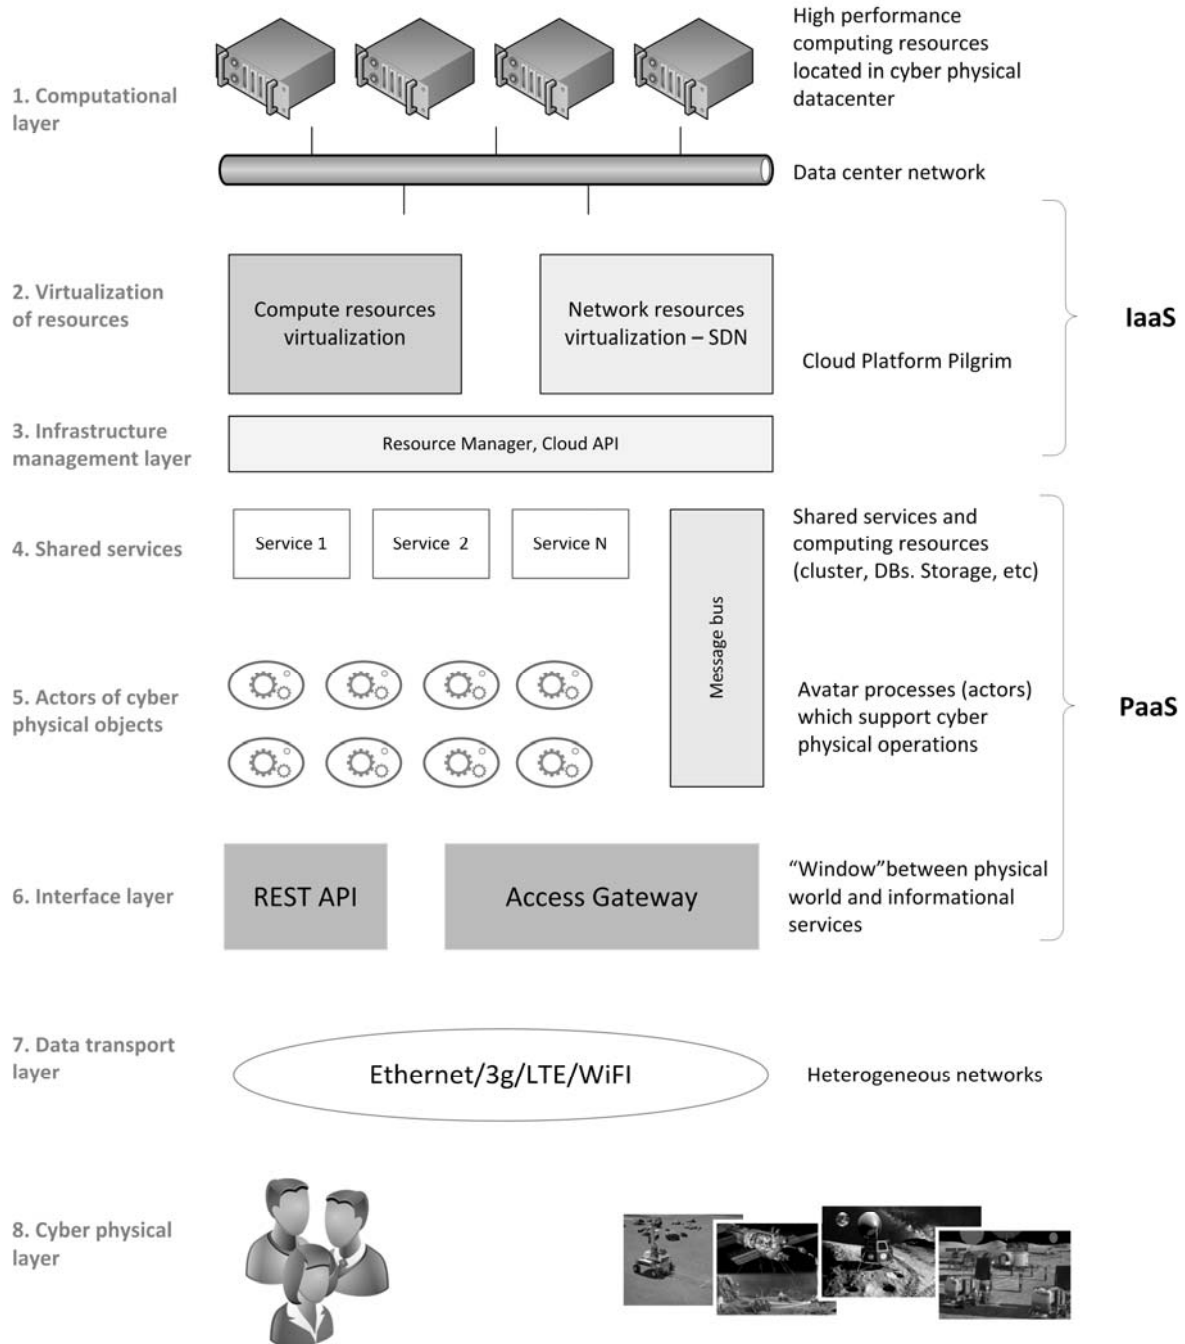 High performance
computing resources
located in cyber physical
datacenter
1. Computational
layer
Data center network
2. Virtualization
of resources
Compute resources
virtualization
Network resources
virtualization – SDN
IaaS
Cloud Platform Pilgrim
3. Infrastructure
management layer
Resource Manager, Cloud API
4. Shared services
Service 1
Service 2
Service N
Message bus
Shared services and
computing resources
(cluster, DBs. Storage, etc)
5. Actors of cyber
physical objects
Avatar processes (actors)
which support cyber
physical operations
PaaS
6. Interface layer
REST API
Access Gateway
“Window”between physical
world and informational
services
7. Data transport
layer
Ethernet/3g/LTE/WiFI
Heterogeneous networks
8. Cyber physical
layer